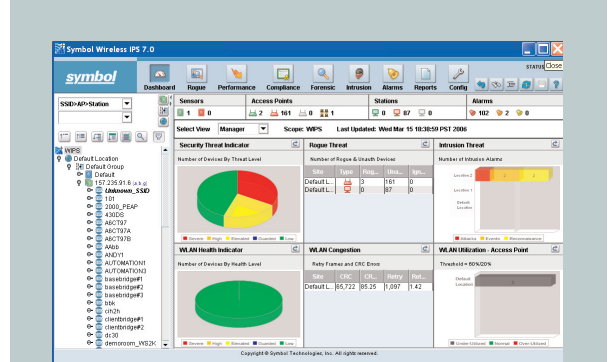 Symbol Wireless IPS 7.0
STATUS
Close
symbol
Dashboard Rogue Performance Compliance Forensic Intrusion Alarms Reports Config
SSID>AP>Station
Sensors Access Points Stations Alarms
1 0 2 161 0 1 0 87 0 102 2 0
Select View Manager Scope: WIPS Last Updated: Wed Mar 15 10:38:59 PST 2006
WIPS
Default Location
Default Group
Default
157.235.91.6 [a b g]
Unknown_SSID
101
2000_PEAP
430DS
A6CT97
A6CT97A
A6CT97B
AAbb
ANDY1
AUTOMATION1
AUTOMATION3
basebridge#1
basebridge#2
basebridge#3
bbk
cih2h
clientbridge#1
clientbridge#2
dc30
demoroom_WS2K
Security Threat Indicator
Number of Devices By Threat Level
Severe High Elevated Guarded Low
Rogue Threat
Number of Rogue & Unauth Devices
Site Type Rog... Una... Ign...
Default L... 3 161 0
Default L... 0 87 0
Intrusion Threat
Number of Intrusion Alarms
Location 2
Location 1
Default
Location
Attacks Events Reconnaissance
WLAN Health Indicator
Number of Devices By Health Level
Severe High Elevated Guarded Low
WLAN Congestion
Retry Frames and CRC Errors
Site CRC CR... Retry Ret...
Default L... 65,722 85.25 1,097 1.42
WLAN Utilization - Access Point
Threshold = 60%/20%
Default
Location
Under-Utilized Normal Over-Utilized
Copyright © Symbol Technologies, Inc. All rights reserved.